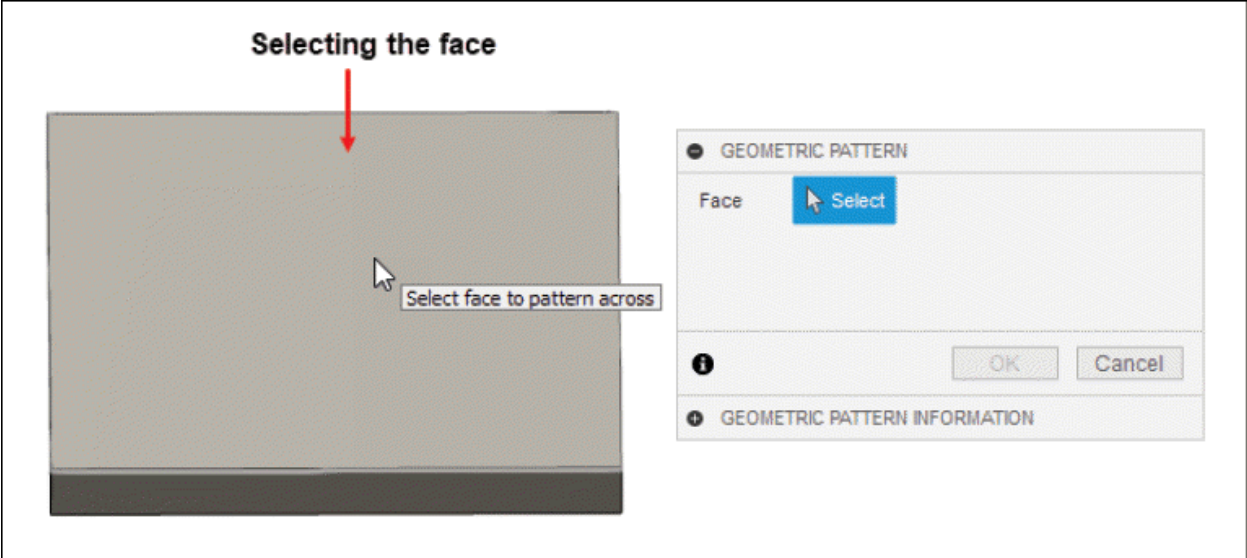 Selecting the face
GEOMETRIC PATTERN
Face
Select
Select face to pattern across
OK
Cancel
GEOMETRIC PATTERN INFORMATION